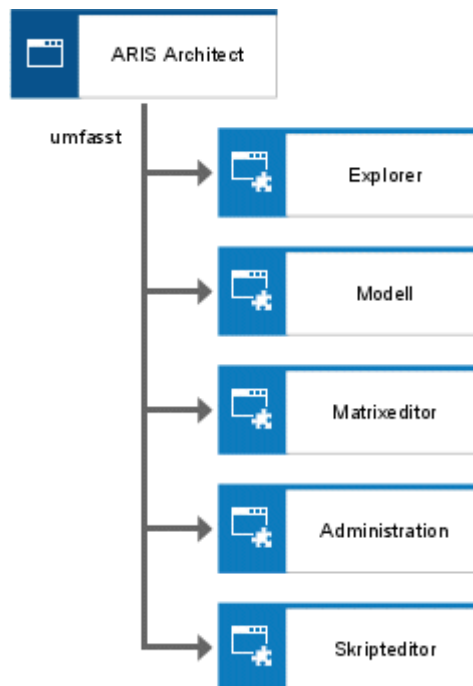 ARIS Architect
umfasst
Explorer
Modell
Matrixeditor
Administration
Skripteditor